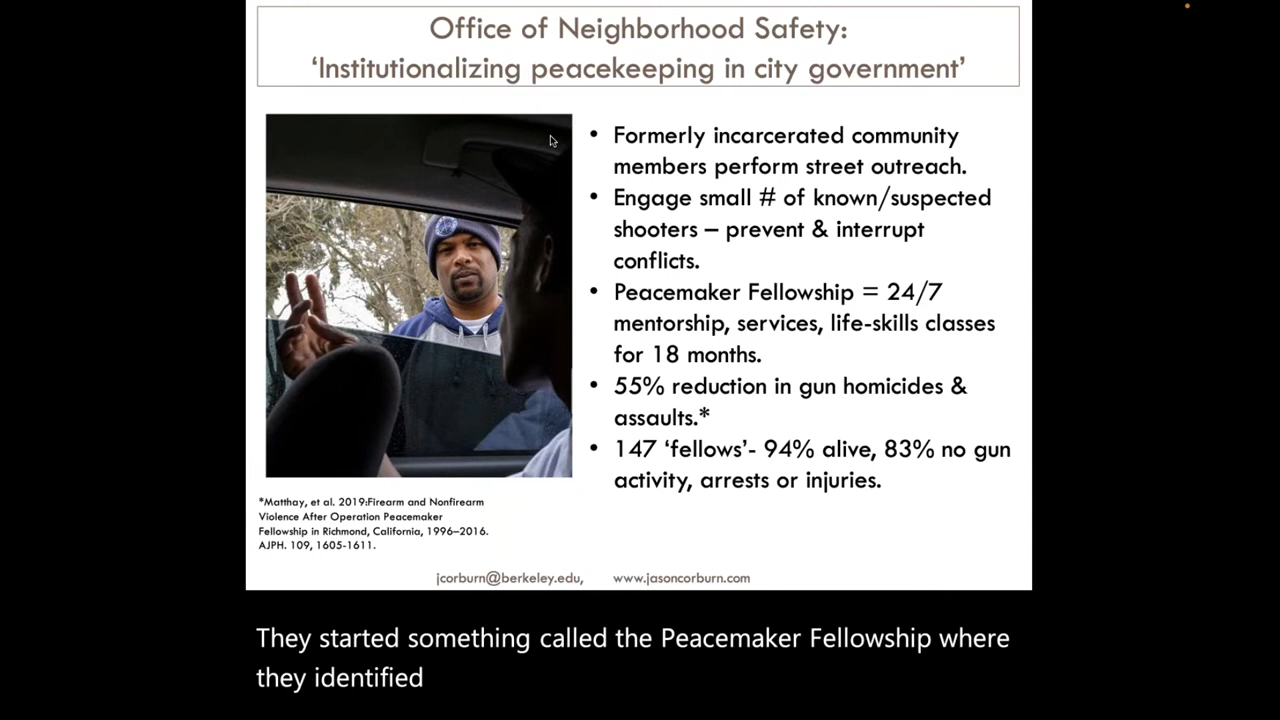 Office of Neighborhood Safety:
‘Institutionalizing peacekeeping in city government’
• Formerly incarcerated community
members perform street outreach.
• Engage small # of known/suspected
shooters – prevent & interrupt
conflicts.
• Peacemaker Fellowship = 24/7
mentorship, services, life-skills classes
for 18 months.
• 55% reduction in gun homicides &
assaults.*
• 147 ‘fellows’- 94% alive, 83% no gun
activity, arrests or injuries.
*Matthay, et al. 2019:Firearm and Nonfirearm
Violence After Operation Peacemaker
Fellowship in Richmond, California, 1996–2016.
AJPH. 109, 1605-1611.
jcorburn@berkeley.edu, www.jasoncorburn.com
They started something called the Peacemaker Fellowship where
they identified